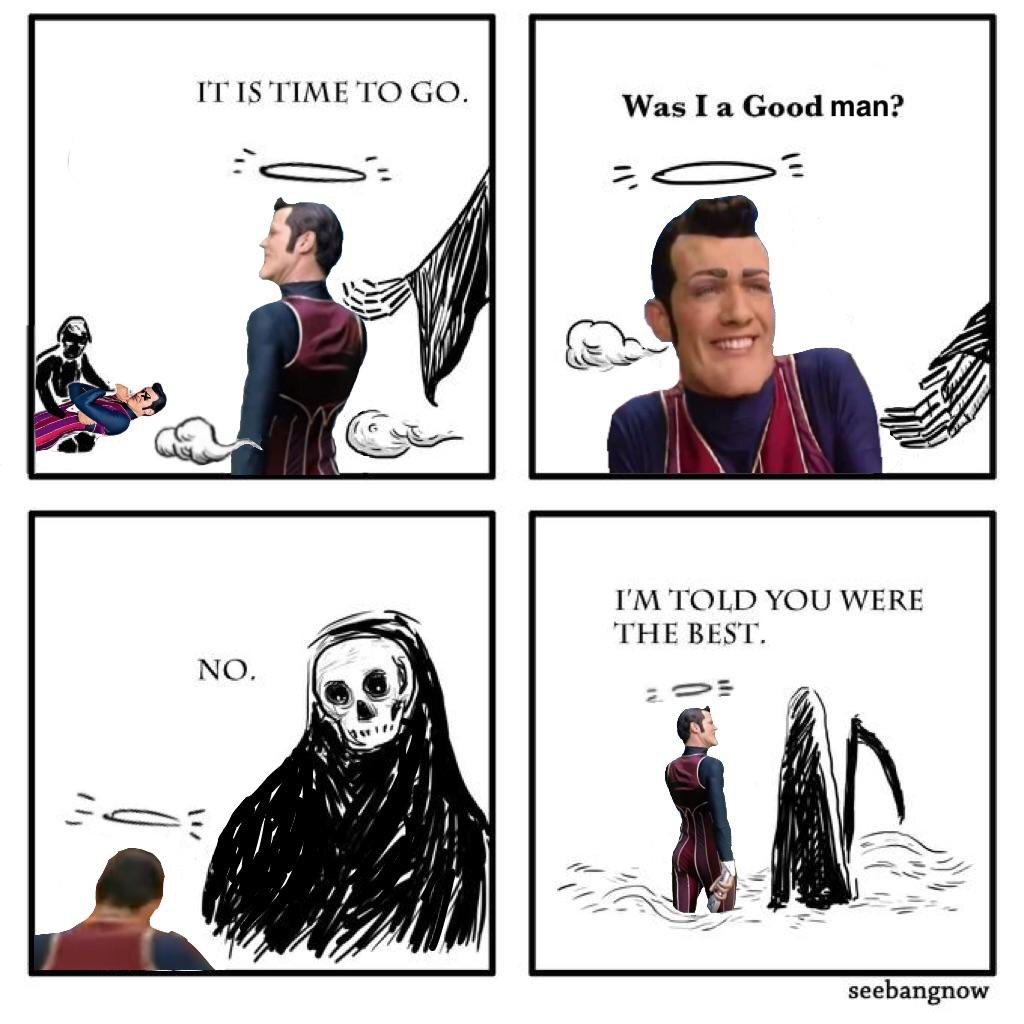 IT IS TIME TO GO.
Was I a Good man?
NO.
I'M TOLD YOU WERE
THE BEST.
seebangnow